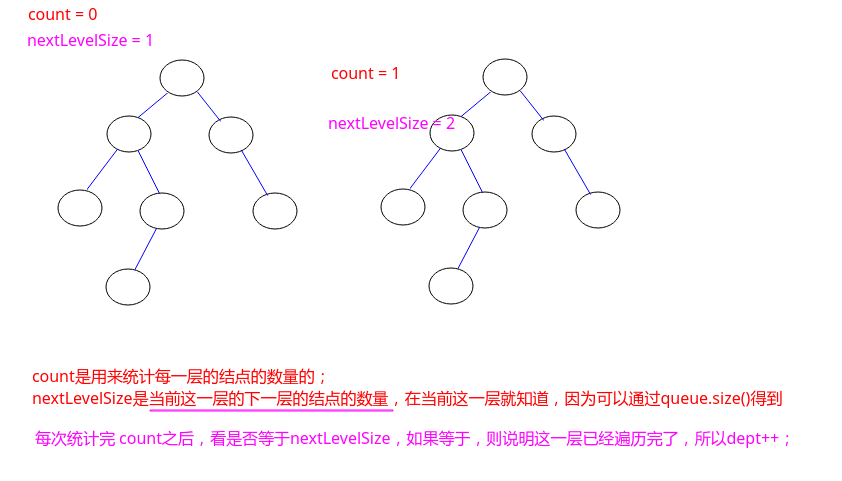 count = 0
nextLevelSize = 1
count = 1
nextLevelSize = 2
count是用来统计每一层的结点的数量的；
nextLevelSize是当前这一层的下一层的结点的数量，在当前这一层就知道，因为可以通过queue.size()得到
每次统计完 count之后，看是否等于nextLevelSize，如果等于，则说明这一层已经遍历完了，所以dept++；